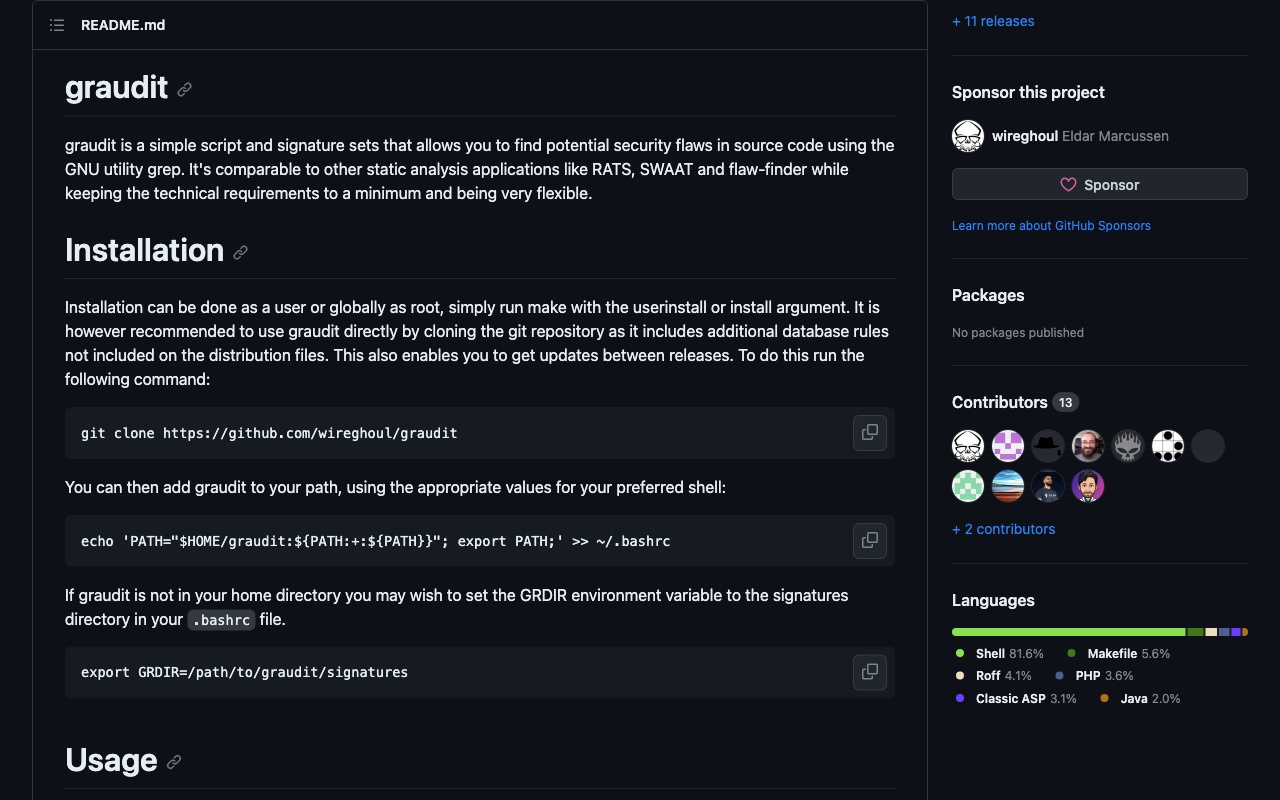 README.md
graudit
graudit is a simple script and signature sets that allows you to find potential security flaws in source code using the
GNU utility grep. It's comparable to other static analysis applications like RATS, SWAAT and flaw-finder while
keeping the technical requirements to a minimum and being very flexible.
Installation
Installation can be done as a user or globally as root, simply run make with the userinstall or install argument. It is
however recommended to use graudit directly by cloning the git repository as it includes additional database rules
not included on the distribution files. This also enables you to get updates between releases. To do this run the
following command:
git clone https://github.com/wireghoul/graudit
You can then add graudit to your path, using the appropriate values for your preferred shell:
echo 'PATH="$HOME/graudit:${PATH:+:${PATH}}"; export PATH;' >> ~/.bashrc
If graudit is not in your home directory you may wish to set the GRDIR environment variable to the signatures
directory in your .bashrc file.
export GRDIR=/path/to/graudit/signatures
Usage
+ 11 releases
Sponsor this project
wireghoul Eldar Marcussen
Sponsor
Learn more about GitHub Sponsors
Packages
No packages published
Contributors 13
+ 2 contributors
Languages
Shell 81.6% Makefile 5.6%
Roff 4.1% PHP 3.6%
Classic ASP 3.1% Java 2.0%